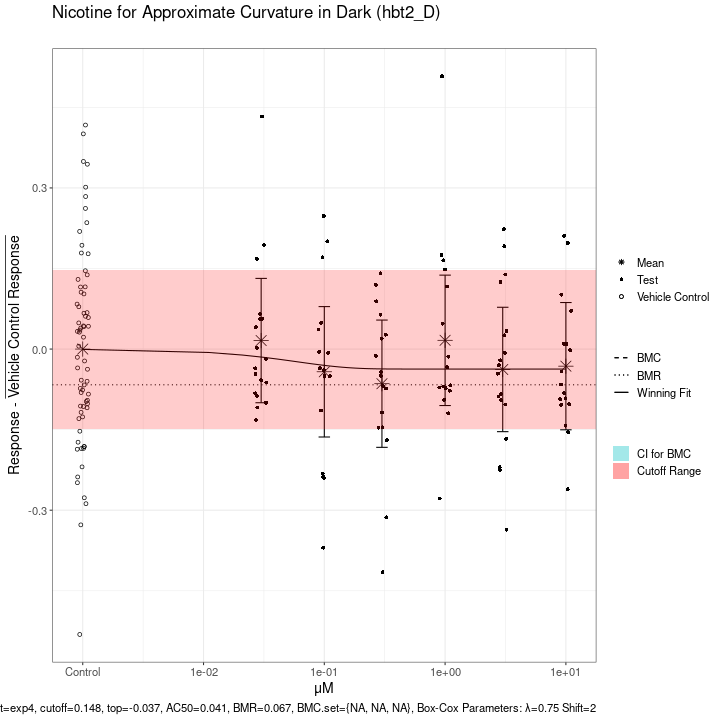 Nicotine for Approximate Curvature in Dark (hbt2_D)
Response - Vehicle Control Response
0.3
0.0
-0.3
Control
1e-02
1e-01
1e+00
1e+01
μM
Mean
Test
Vehicle Control
BMC
BMR
Winning Fit
CI for BMC
Cutoff Range
t=exp4, cutoff=0.148, top=-0.037, AC50=0.041, BMR=0.067, BMC.set={NA, NA, NA}, Box-Cox Parameters: λ=0.75 Shift=2